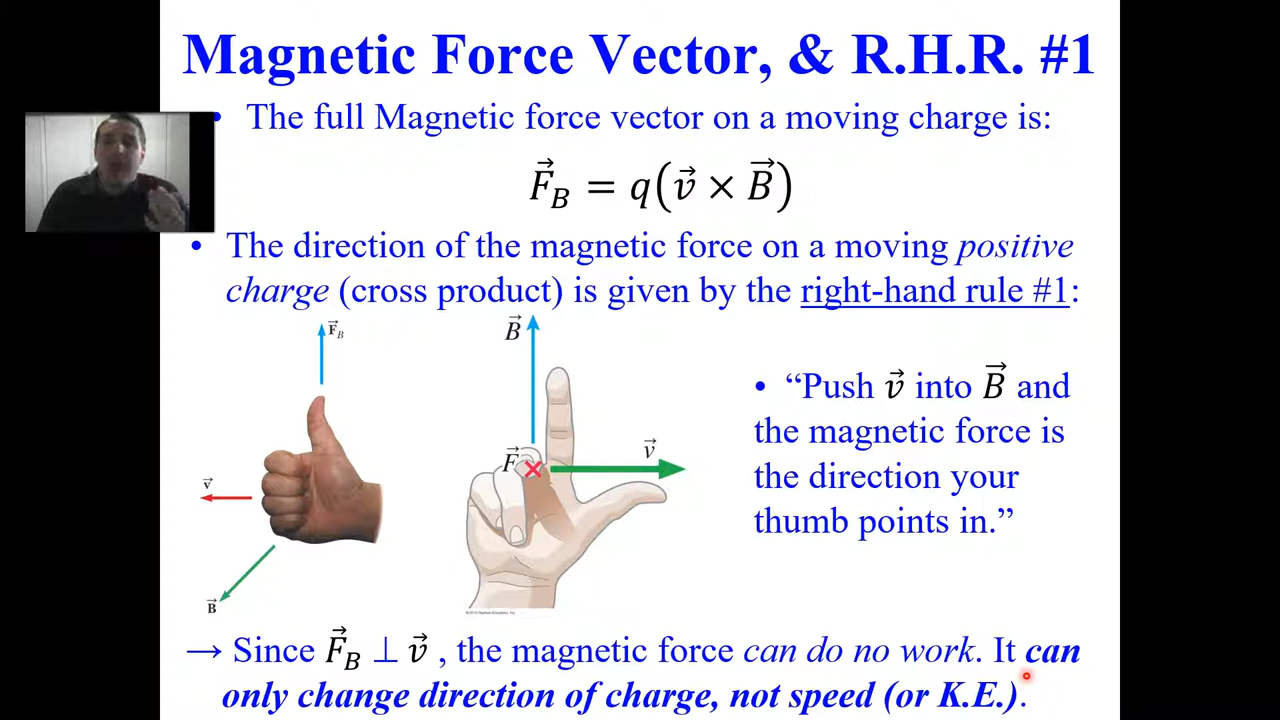 Magnetic Force Vector, & R.H.R. #1
• The full Magnetic force vector on a moving charge is:
F⃗_B = q(v⃗ × B⃗)
• The direction of the magnetic force on a moving positive
charge (cross product) is given by the right-hand rule #1:
F⃗_B
v⃗
B⃗
B⃗
F⃗
v⃗
• “Push v⃗ into B⃗ and
the magnetic force is
the direction your
thumb points in.”
→ Since F⃗_B ⊥ v⃗ , the magnetic force can do no work. It can
only change direction of charge, not speed (or K.E.).